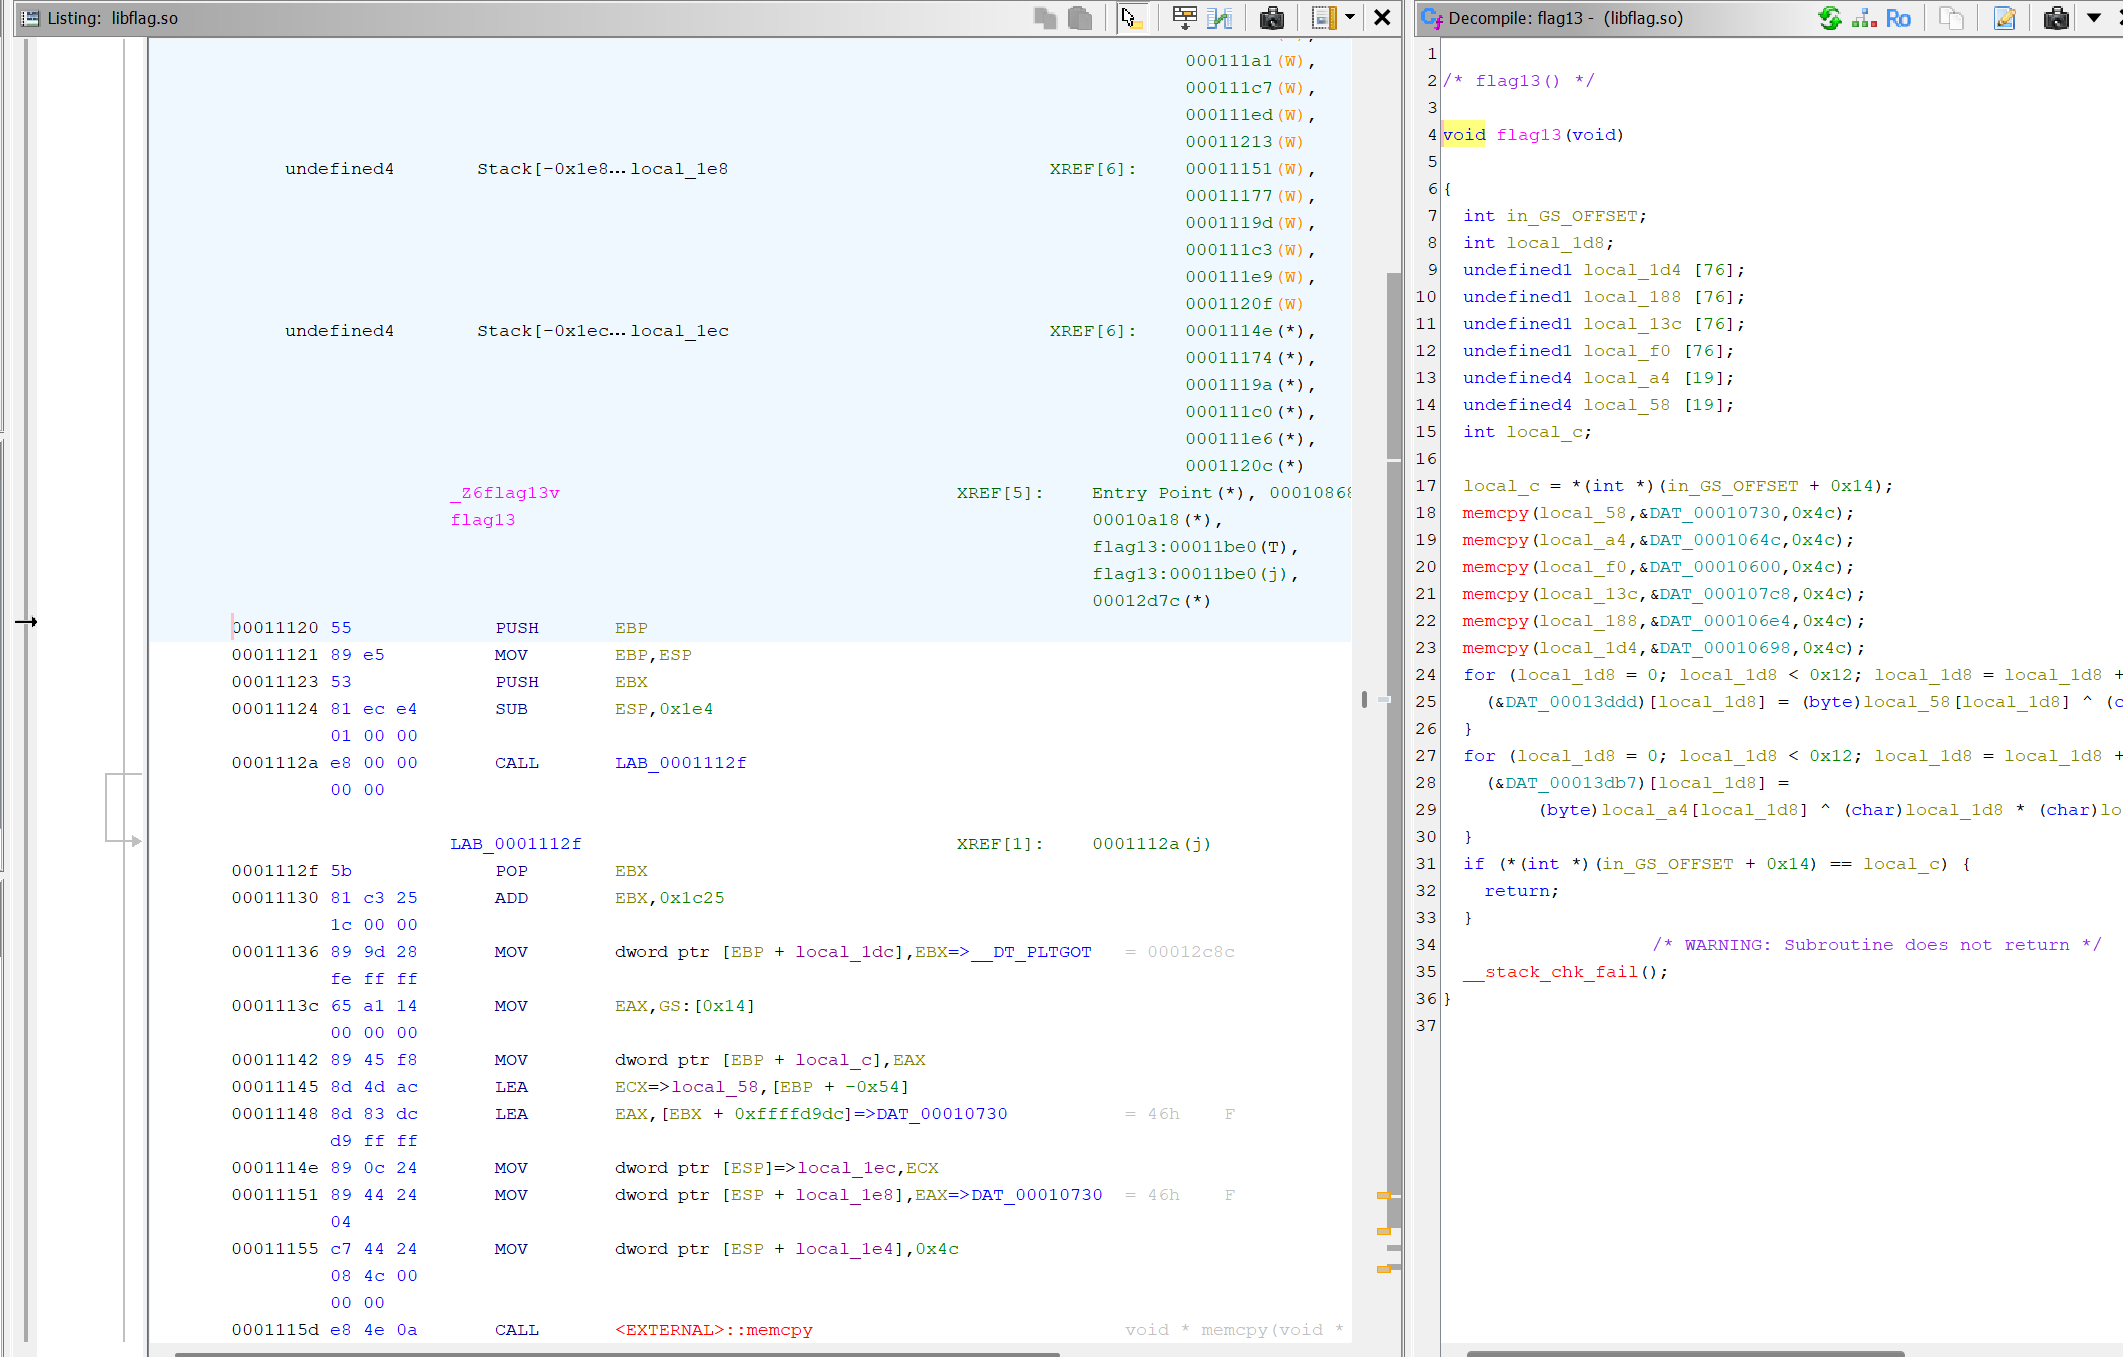 Listing: libflag.so
000111a1(W),
000111c7(W),
000111ed(W),
00011213(W)
undefined4 Stack[-0x1e8... local_1e8 XREF[6]: 00011151(W),
00011177(W),
0001119d(W),
000111c3(W),
000111e9(W),
0001120f(W)
undefined4 Stack[-0x1ec... local_1ec XREF[6]: 0001114e(*),
00011174(*),
0001119a(*),
000111c0(*),
000111e6(*),
0001120c(*)
_Z6flag13v XREF[5]: Entry Point(*), 00010868
flag13 00010a18(*),
flag13:00011be0(T),
flag13:00011be0(j),
00012d7c(*)
00011120 55 PUSH EBP
00011121 89 e5 MOV EBP,ESP
00011123 53 PUSH EBX
00011124 81 ec e4 SUB ESP,0x1e4
01 00 00
0001112a e8 00 00 CALL LAB_0001112f
00 00
LAB_0001112f XREF[1]: 0001112a(j)
0001112f 5b POP EBX
00011130 81 c3 25 ADD EBX,0x1c25
1c 00 00
00011136 89 9d 28 MOV dword ptr [EBP + local_1dc],EBX=>__DT_PLTGOT = 00012c8c
fe ff ff
0001113c 65 a1 14 MOV EAX,GS:[0x14]
00 00 00
00011142 89 45 f8 MOV dword ptr [EBP + local_c],EAX
00011145 8d 4d ac LEA ECX=>local_58,[EBP + -0x54]
00011148 8d 83 dc LEA EAX,[EBX + 0xffffd9dc]=>DAT_00010730 = 46h F
d9 ff ff
0001114e 89 0c 24 MOV dword ptr [ESP]=>local_1ec,ECX
00011151 89 44 24 MOV dword ptr [ESP + local_1e8],EAX=>DAT_00010730 = 46h F
04
00011155 c7 44 24 MOV dword ptr [ESP + local_1e4],0x4c
08 4c 00
00 00
0001115d e8 4e 0a CALL <EXTERNAL>::memcpy void * memcpy(void *
Decompile: flag13 - (libflag.so)
Ro
1
2 /* flag13() */
3
4 void flag13(void)
5
6 {
7 int in_GS_OFFSET;
8 int local_1d8;
9 undefined1 local_1d4 [76];
10 undefined1 local_188 [76];
11 undefined1 local_13c [76];
12 undefined1 local_f0 [76];
13 undefined4 local_a4 [19];
14 undefined4 local_58 [19];
15 int local_c;
16
17 local_c = *(int *)(in_GS_OFFSET + 0x14);
18 memcpy(local_58,&DAT_00010730,0x4c);
19 memcpy(local_a4,&DAT_0001064c,0x4c);
20 memcpy(local_f0,&DAT_00010600,0x4c);
21 memcpy(local_13c,&DAT_000107c8,0x4c);
22 memcpy(local_188,&DAT_000106e4,0x4c);
23 memcpy(local_1d4,&DAT_00010698,0x4c);
24 for (local_1d8 = 0; local_1d8 < 0x12; local_1d8 = local_1d8 +
25 (&DAT_00013ddd)[local_1d8] = (byte)local_58[local_1d8] ^ (c
26 }
27 for (local_1d8 = 0; local_1d8 < 0x12; local_1d8 = local_1d8 +
28 (&DAT_00013db7)[local_1d8] =
29 (byte)local_a4[local_1d8] ^ (char)local_1d8 * (char)lo
30 }
31 if (*(int *)(in_GS_OFFSET + 0x14) == local_c) {
32 return;
33 }
34 /* WARNING: Subroutine does not return */
35 __stack_chk_fail();
36 }
37